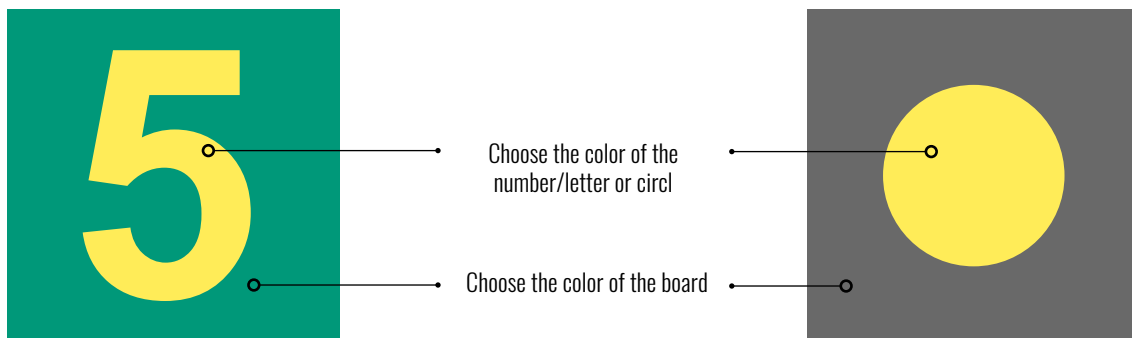 5
Choose the color of the
number/letter or circl
Choose the color of the board